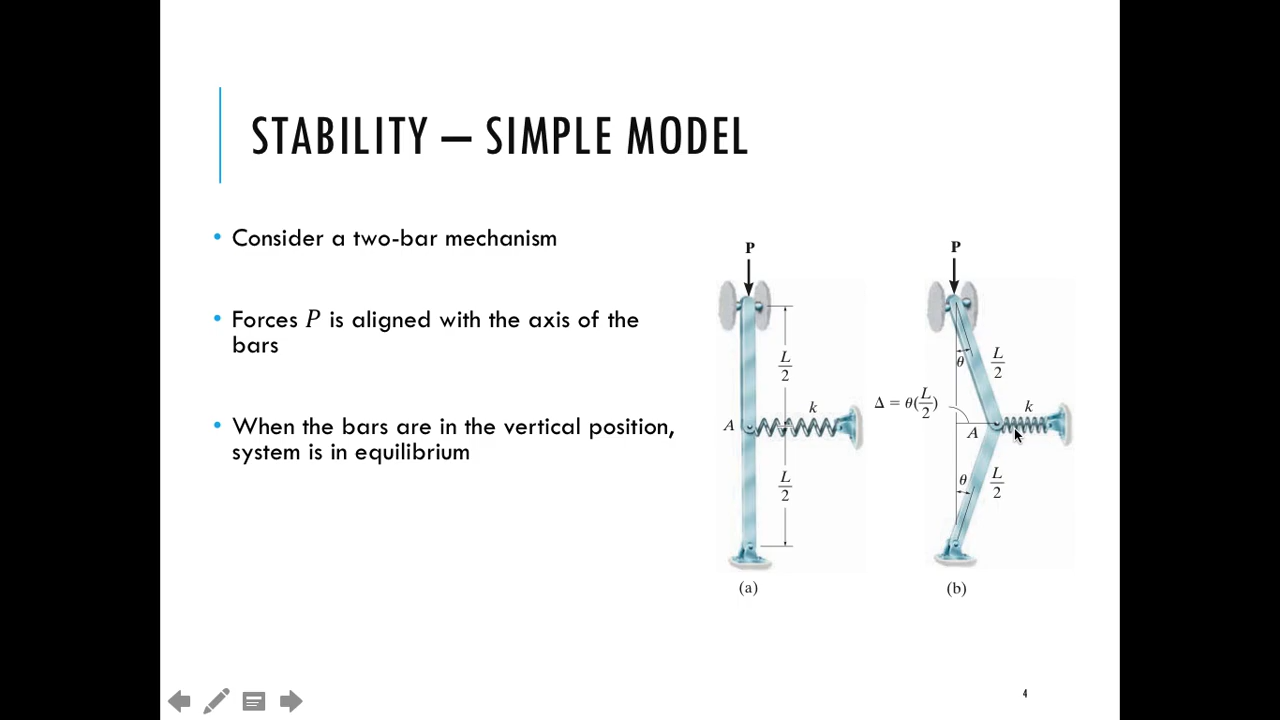 STABILITY – SIMPLE MODEL
• Consider a two-bar mechanism
• Forces P is aligned with the axis of the
bars
• When the bars are in the vertical position,
system is in equilibrium
P
L/2
k
A
L/2
(a)
P
θ
L/2
Δ = θ(L/2)
k
A
θ
L/2
(b)
4